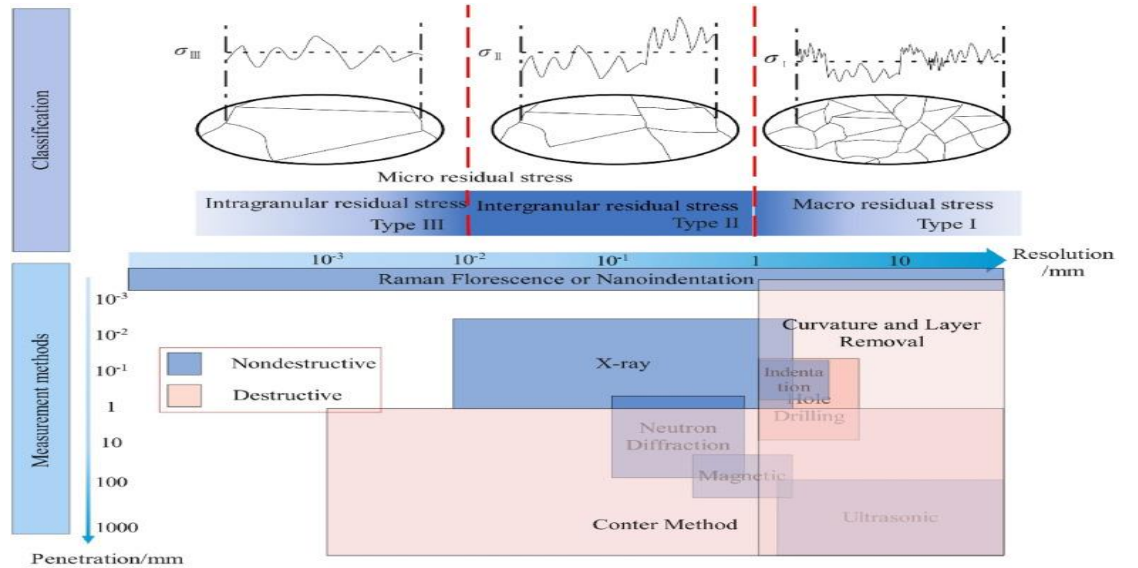 Classification
σ III
σ II
σ I
Micro residual stress
Intragranular residual stress
Type III
Intergranular residual stress
Type II
Macro residual stress
Type I
10-3
10-2
10-1
1
10
Resolution
/mm
Measurement methods
Raman Florescence or Nanoindentation
10-3
10-2
10-1
1
10
100
1000
Penetration/mm
Nondestructive
Destructive
X-ray
Curvature and Layer
Removal
Indenta
tion
Hole
Drilling
Neutron
Diffraction
Magnetic
Ultrasonic
Conter Method